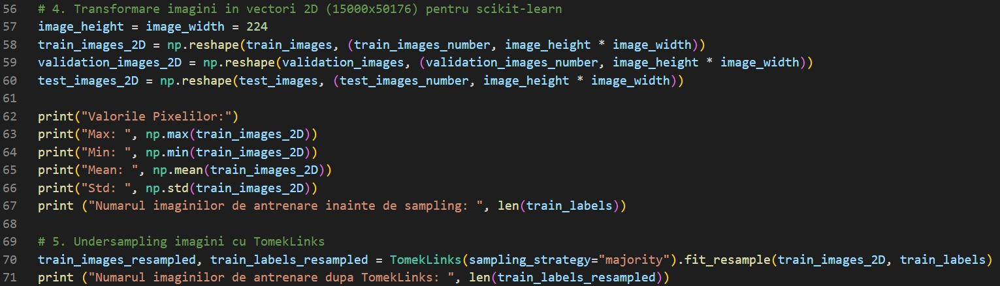 56 # 4. Transformare imagini in vectori 2D (15000x50176) pentru scikit-learn
57 image_height = image_width = 224
58 train_images_2D = np.reshape(train_images, (train_images_number, image_height * image_width))
59 validation_images_2D = np.reshape(validation_images, (validation_images_number, image_height * image_width))
60 test_images_2D = np.reshape(test_images, (test_images_number, image_height * image_width))
61
62 print("Valorile Pixelilor:")
63 print("Max: ", np.max(train_images_2D))
64 print("Min: ", np.min(train_images_2D))
65 print("Mean: ", np.mean(train_images_2D))
66 print("Std: ", np.std(train_images_2D))
67 print ("Numarul imaginilor de antrenare inainte de sampling: ", len(train_labels))
68
69 # 5. Undersampling imagini cu TomekLinks
70 train_images_resampled, train_labels_resampled = TomekLinks(sampling_strategy="majority").fit_resample(train_images_2D, train_labels)
71 print ("Numarul imaginilor de antrenare dupa TomekLinks: ", len(train_labels_resampled))